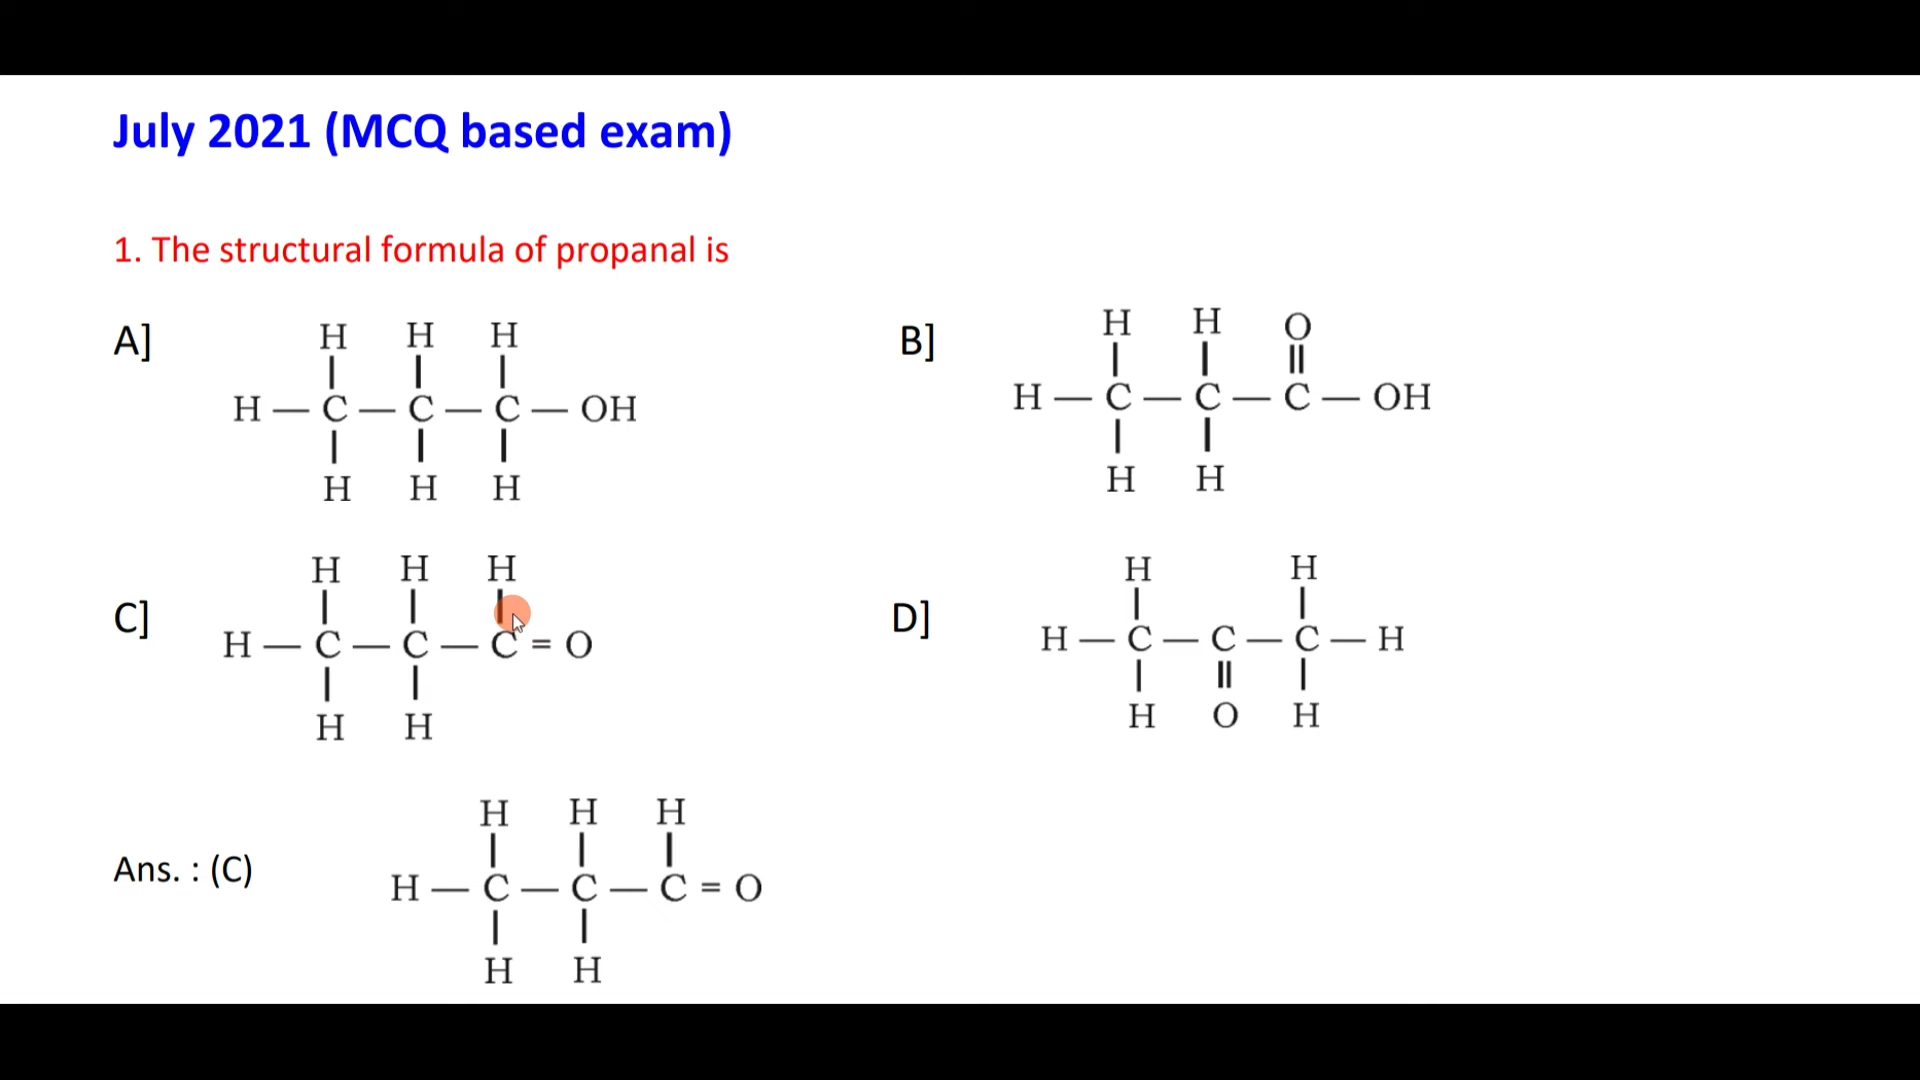 July 2021 (MCQ based exam)
1. The structural formula of propanal is
A]
H H H
H — C — C — C — OH
H H H
B]
H H O
H — C — C — C — OH
H H
C]
H H H
H — C — C — C = O
H H
D]
H H
H — C — C — C — H
H O H
Ans. : (C)
H H H
H — C — C — C = O
H H